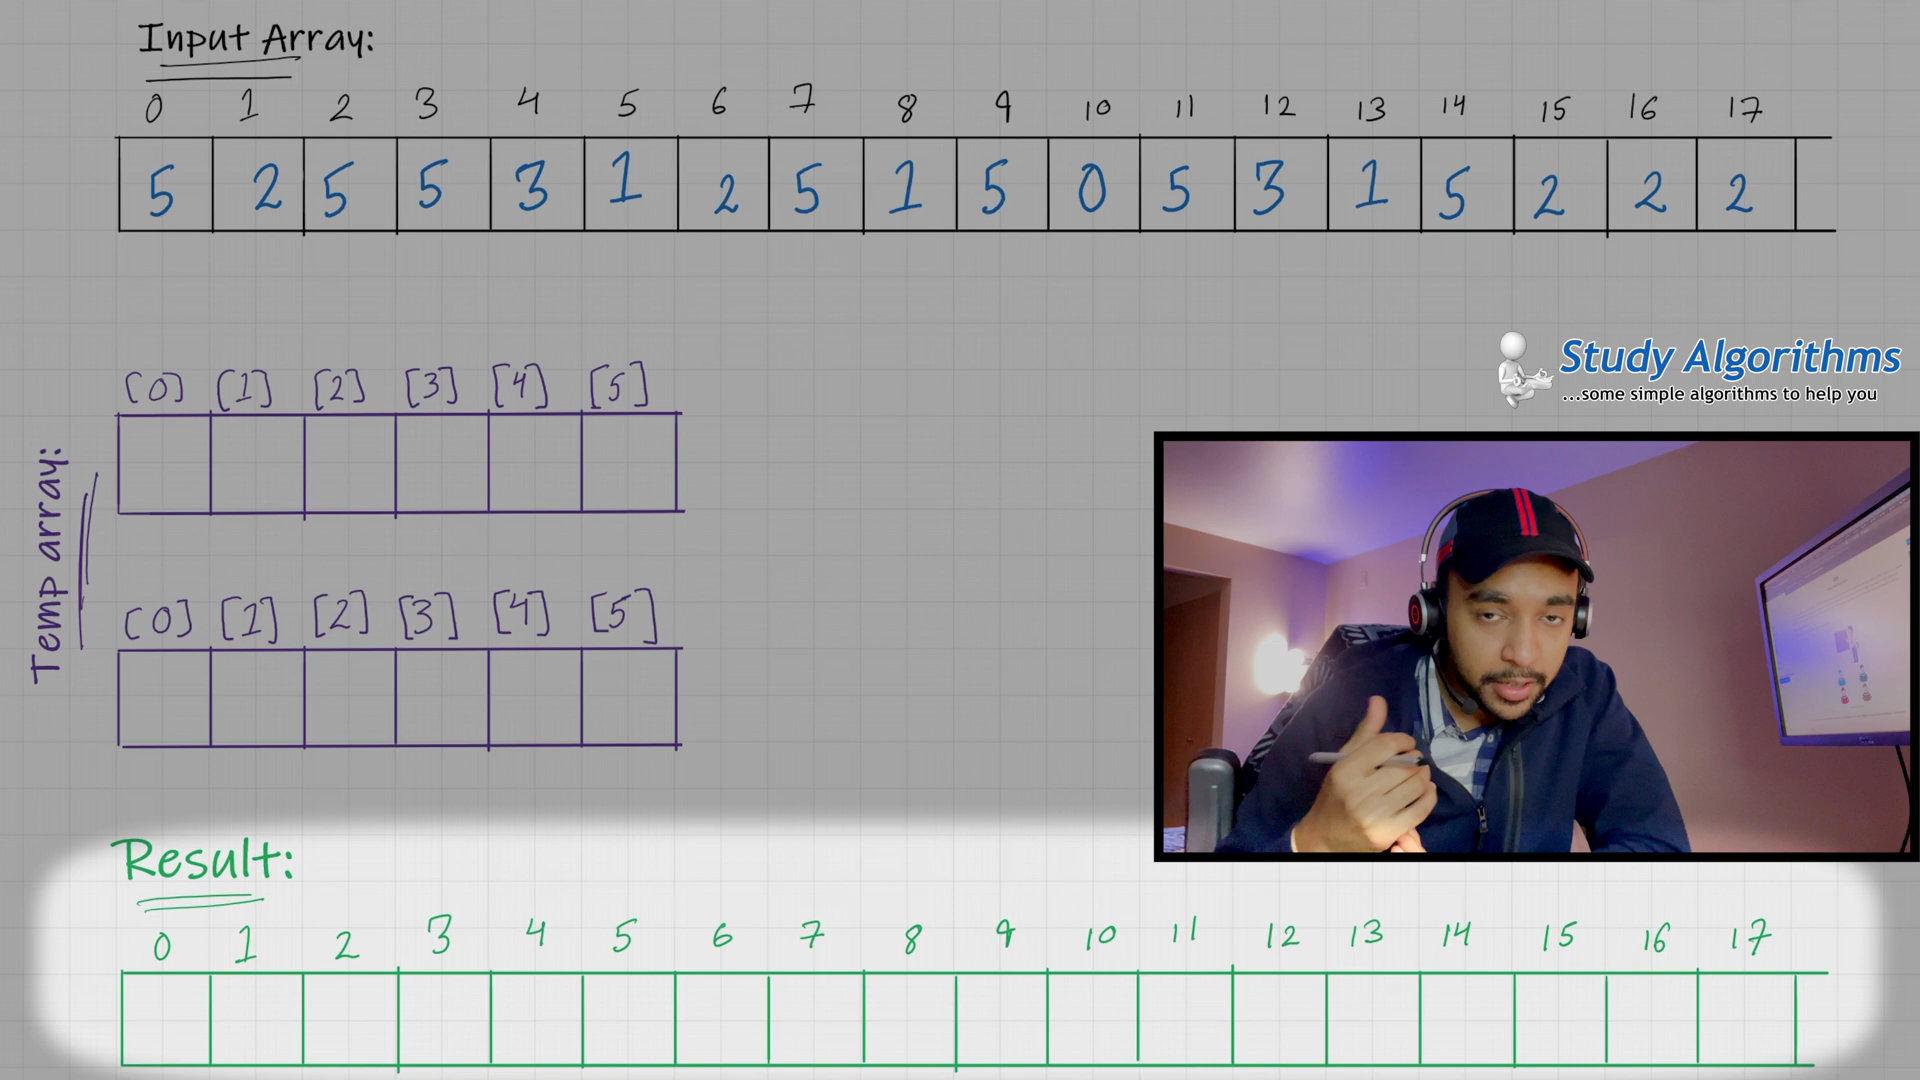 Input Array:
0 1 2 3 4 5 6 7 8 9 10 11 12 13 14 15 16 17
5 2 5 5 3 1 2 5 1 5 0 5 3 1 5 2 2 2
Study Algorithms
...some simple algorithms to help you
Temp array:
[0] [1] [2] [3] [4] [5]
[0] [1] [2] [3] [4] [5]
Result:
0 1 2 3 4 5 6 7 8 9 10 11 12 13 14 15 16 17